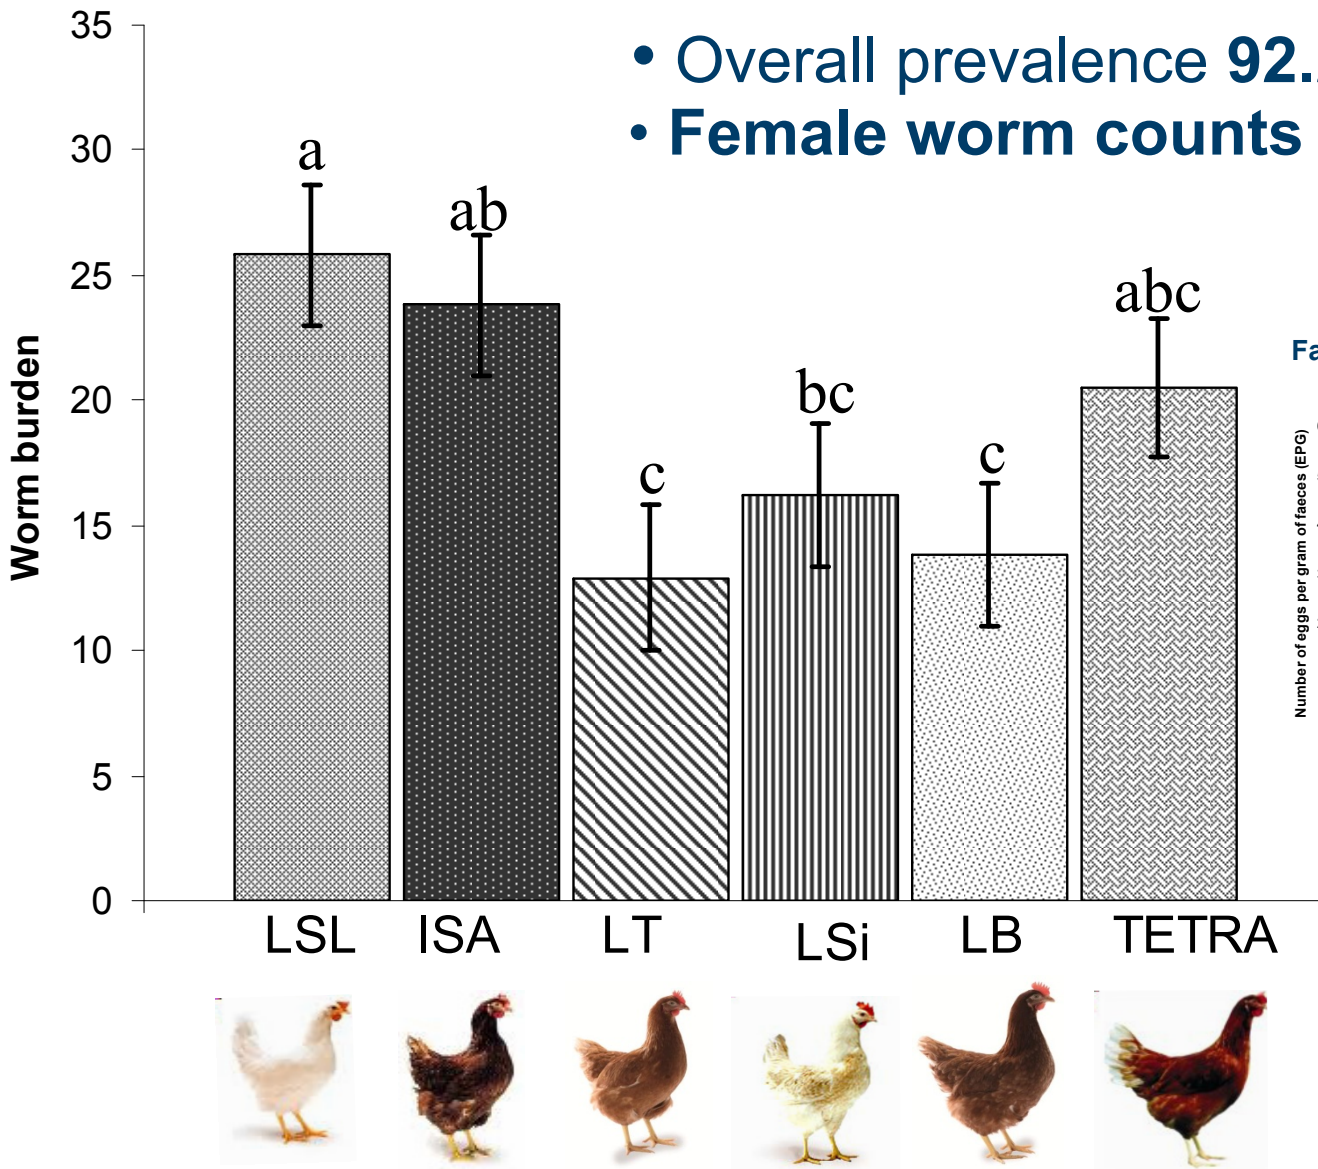 • Overall prevalence 92.
• Female worm counts
35
30
25
20
15
10
5
0
Worm burden
a
ab
c
bc
c
abc
LSL ISA LT LSi LB TETRA
Fa
Number of eggs per gram of faeces (EPG)